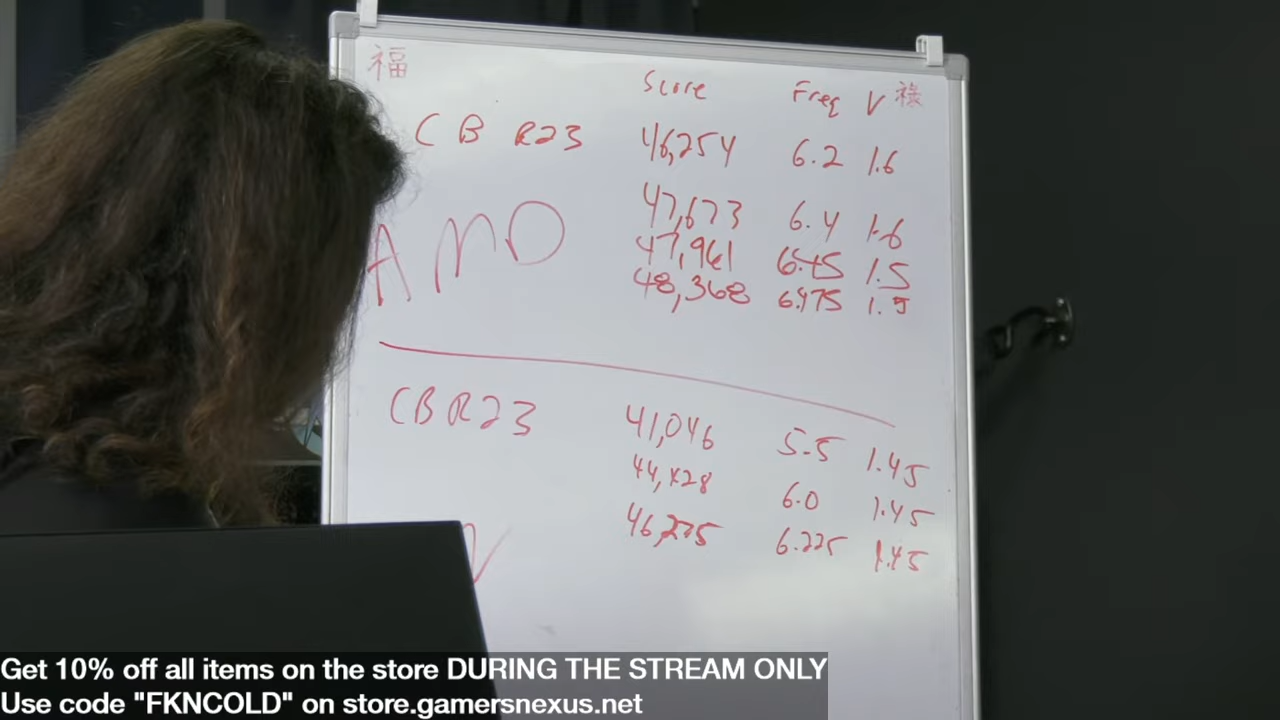 福
Score Freq V 祿
CB R23 46,254 6.2 1.6
47,673 6.4 1.6
AMD 47,961 6.45 1.5
48,368 6.475 1.5
CBR23 41,046 5.5 1.45
44,428 6.0 1.45
46,275 6.225 1.45
Get 10% off all items on the store DURING THE STREAM ONLY
Use code "FKNCOLD" on store.gamersnexus.net